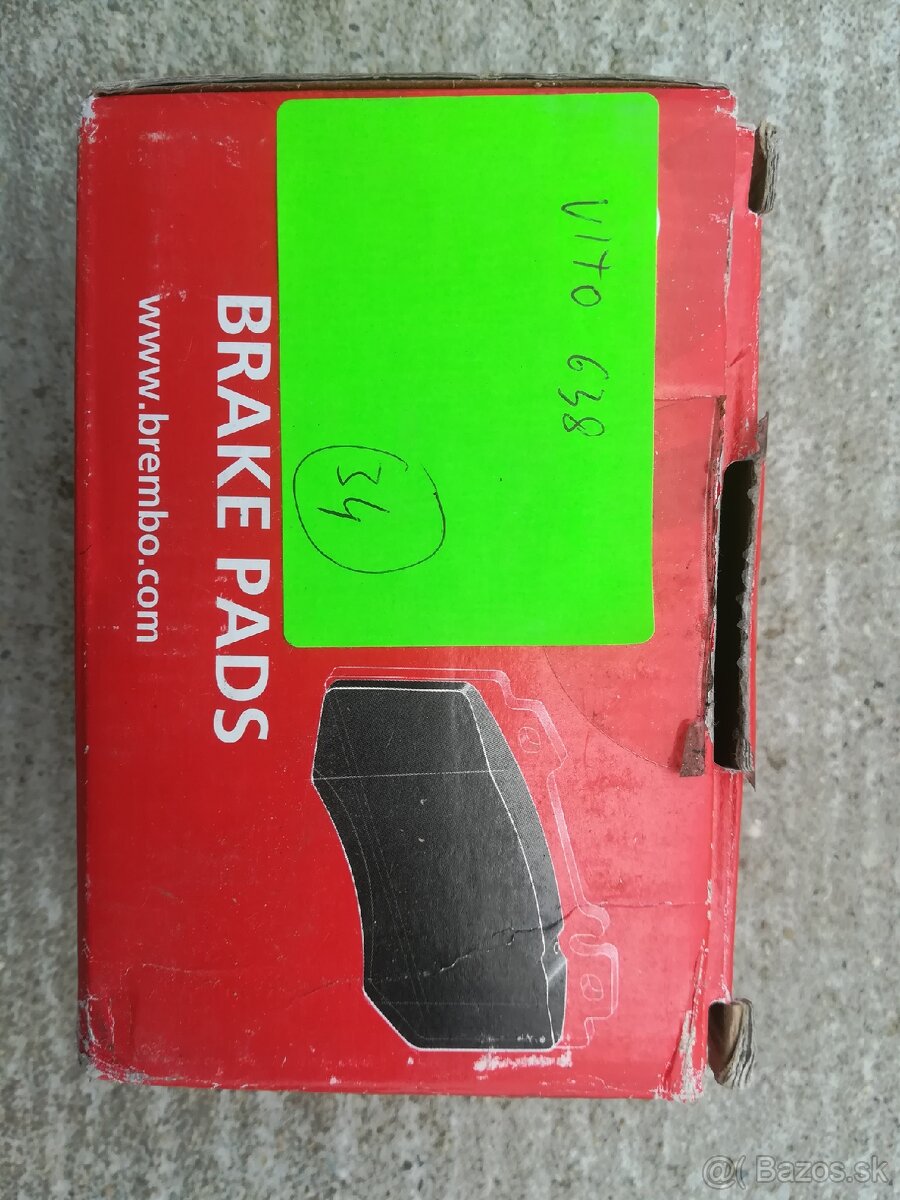 VITO 638
34
BRAKE PADS
www.brembo.com
@( Bazos.sk